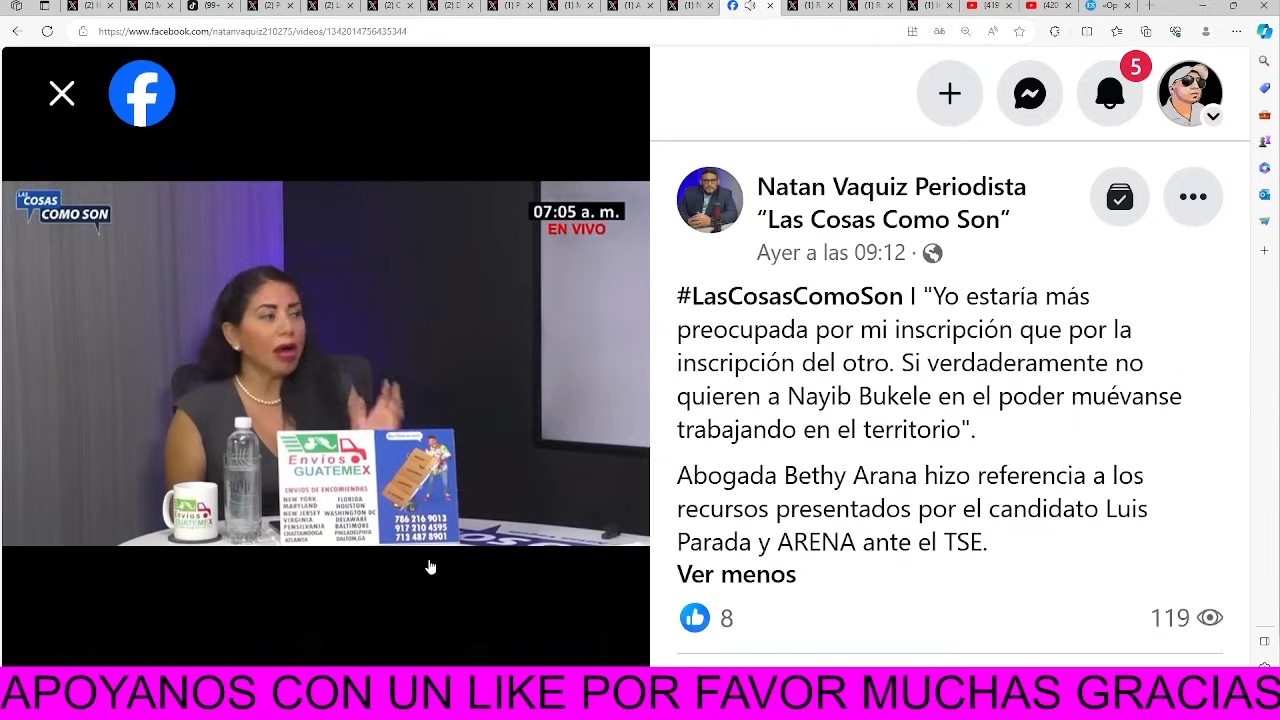 https://www.facebook.com/natanvaquiz210275/videos/1342014756435344
5
LAS
COSAS
COMO SON
07:05 a. m.
EN VIVO
Natan Vaquiz Periodista
“Las Cosas Como Son”
Ayer a las 09:12 ·
#LasCosasComoSon I "Yo estaría más
preocupada por mi inscripción que por la
inscripción del otro. Si verdaderamente no
quieren a Nayib Bukele en el poder muévanse
trabajando en el territorio".
Abogada Bethy Arana hizo referencia a los
recursos presentados por el candidato Luis
Parada y ARENA ante el TSE.
Ver menos
8
119
Envíos
GUATEMEX
ENVIOS DE ENCOMIENDAS
NEW YORK
MARYLAND
NEW JERSEY
VIRGINIA
PENSILVANIA
CHATTANOOGA
ATLANTA
FLORIDA
HOUSTON
WASHINGTON DC
DELAWARE
BALTIMORE
PHILADELPHIA
DALTON,GA
786 216 9013
917 210 4595
713 487 8901
Envíos
GUATEMEX
APOYANOS CON UN LIKE POR FAVOR MUCHAS GRACIAS